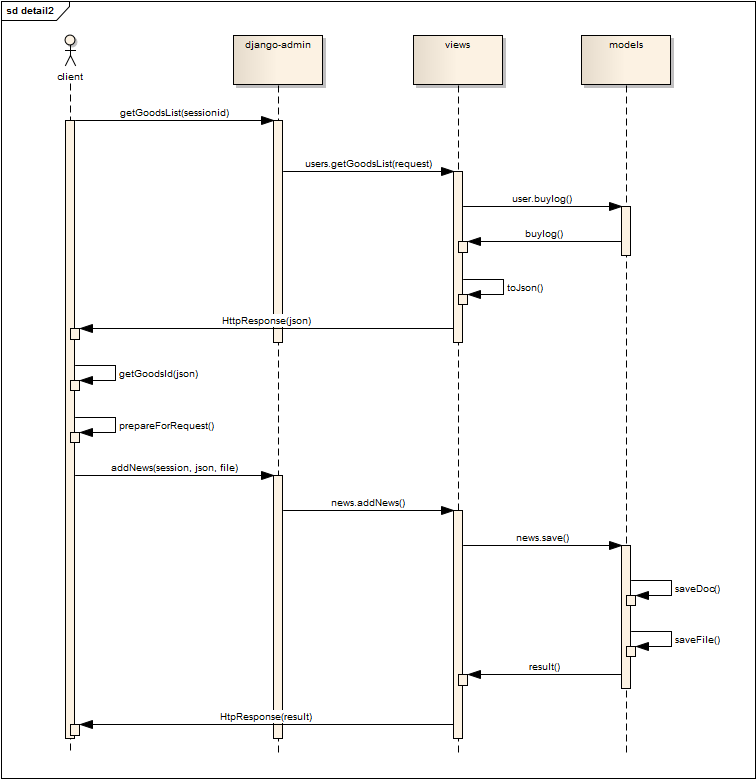 sd detail2
client
django-admin
views
models
getGoodsList(sessionid)
users.getGoodsList(request)
user.buylog()
buylog()
toJson()
HttpResponse(json)
getGoodsId(json)
prepareForRequest()
addNews(session, json, file)
news.addNews()
news.save()
saveDoc()
saveFile()
result()
HtpResponse(result)